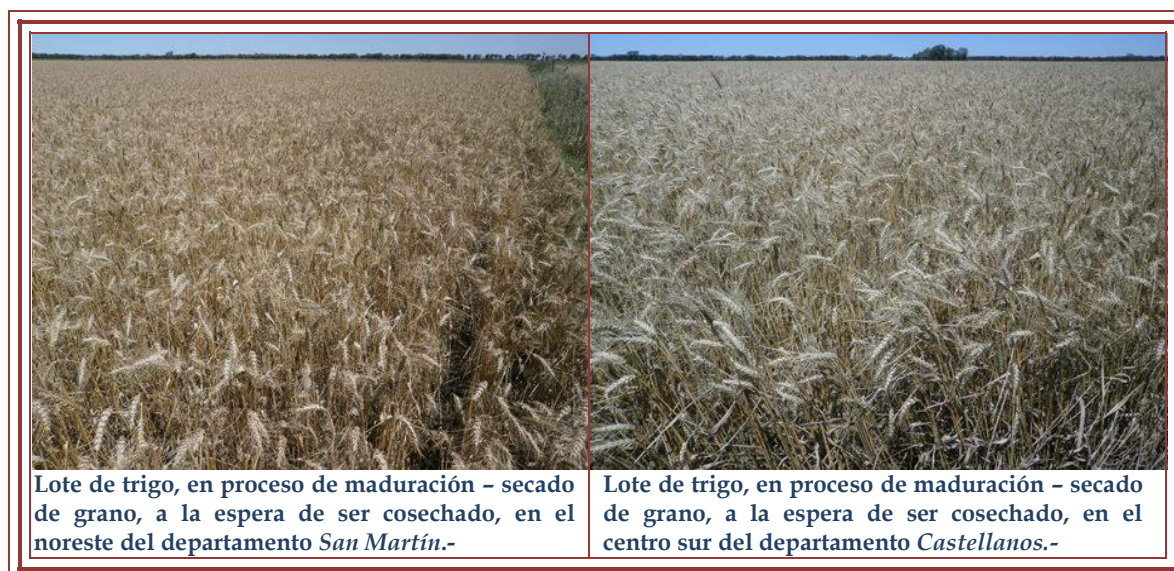 Lote de trigo, en proceso de maduración – secado
de grano, a la espera de ser cosechado, en el
noreste del departamento San Martín.-
Lote de trigo, en proceso de maduración – secado
de grano, a la espera de ser cosechado, en el
centro sur del departamento Castellanos.-